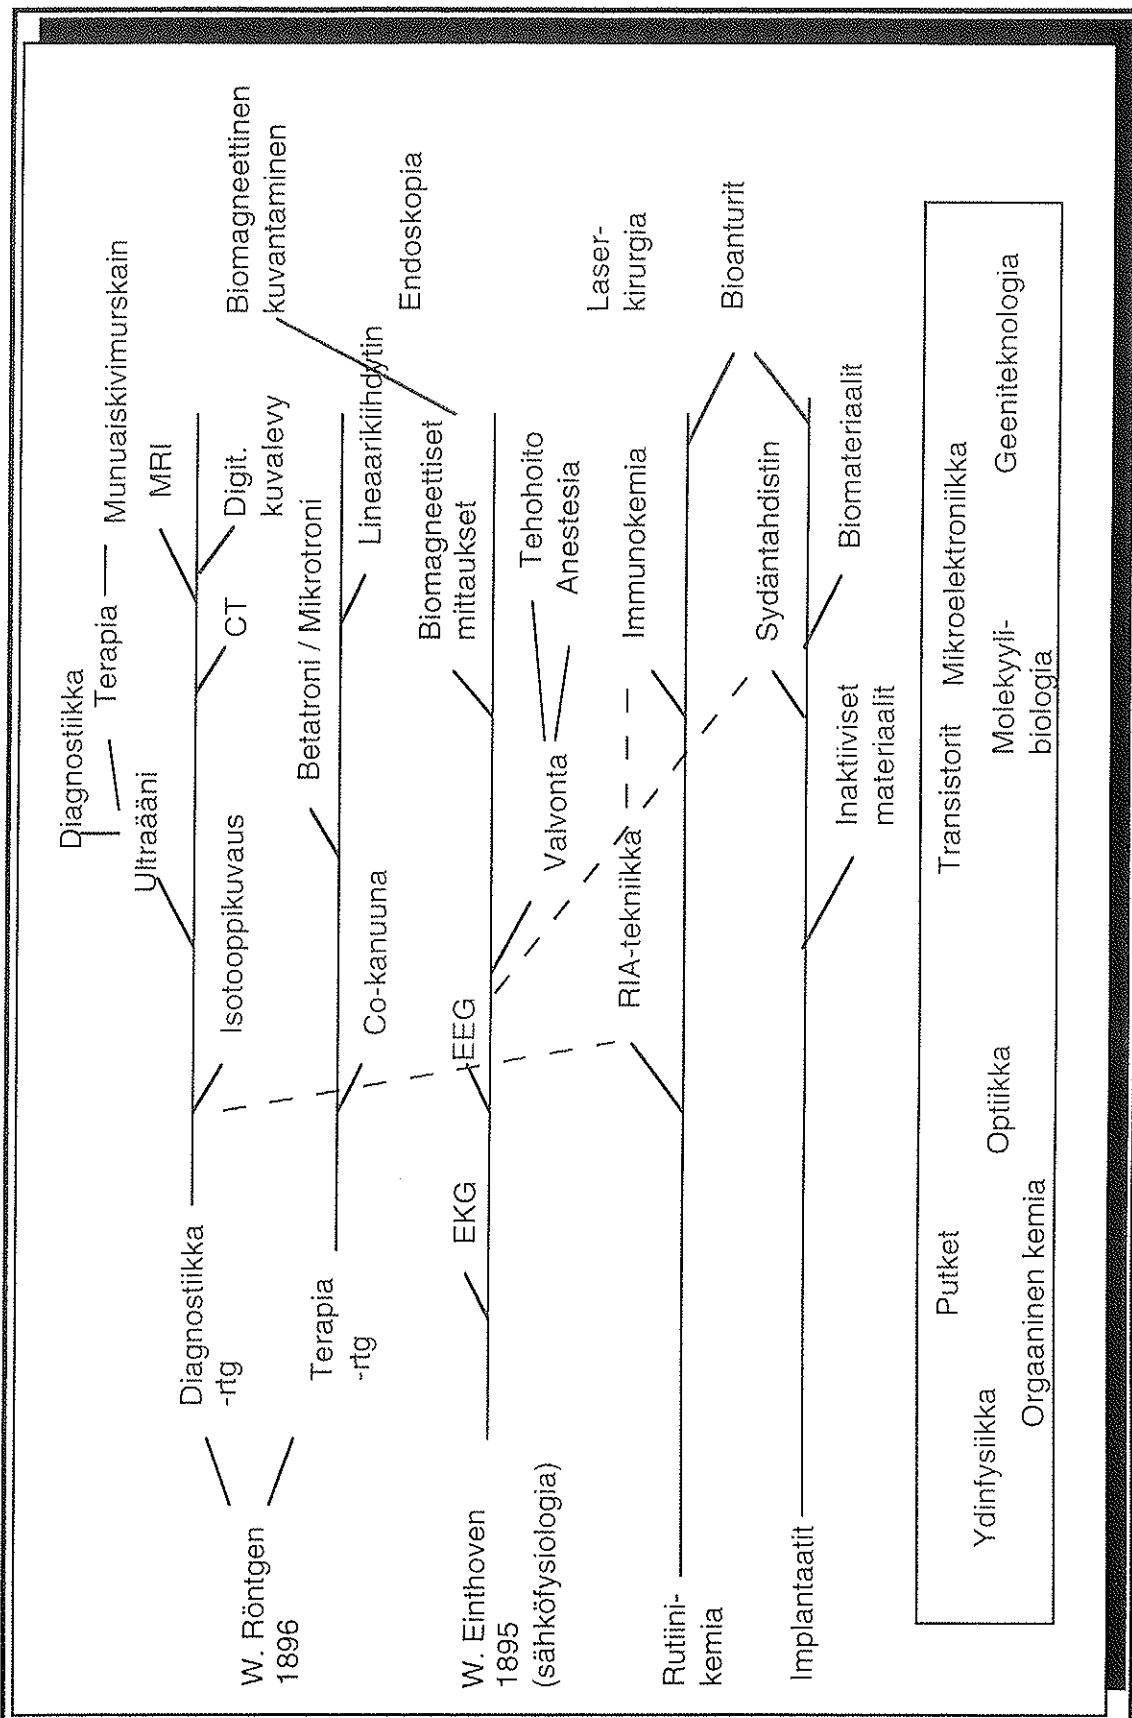 W. Röntgen
1896
Diagnostiikka
-rtg
Terapia
-rtg
Isotooppikuvaus
Ultraääni
Diagnostiikka
Terapia
Munuaiskivimurskain
CT
MRI
Digit.
kuvalevy
Co-kanuuna
Betatroni / Mikrotroni
Lineaarikiihdytin
Biomagneettinen
kuvantaminen
Endoskopia
W. Einthoven
1895
(sähköfysiologia)
EKG
EEG
Valvonta
Biomagneettiset
mittaukset
Tehohoito
Anestesia
Laser-
kirurgia
Rutiini-
kemia
RIA-tekniikka
Immunokemia
Bioanturit
Implantaatit
Inaktiiviset
materiaalit
Sydäntahdistin
Biomateriaalit
Putket
Transistorit
Mikroelektroniikka
Ydinfysiikka
Optiikka
Molekyyli-
biologia
Geeniteknologia
Orgaaninen kemia